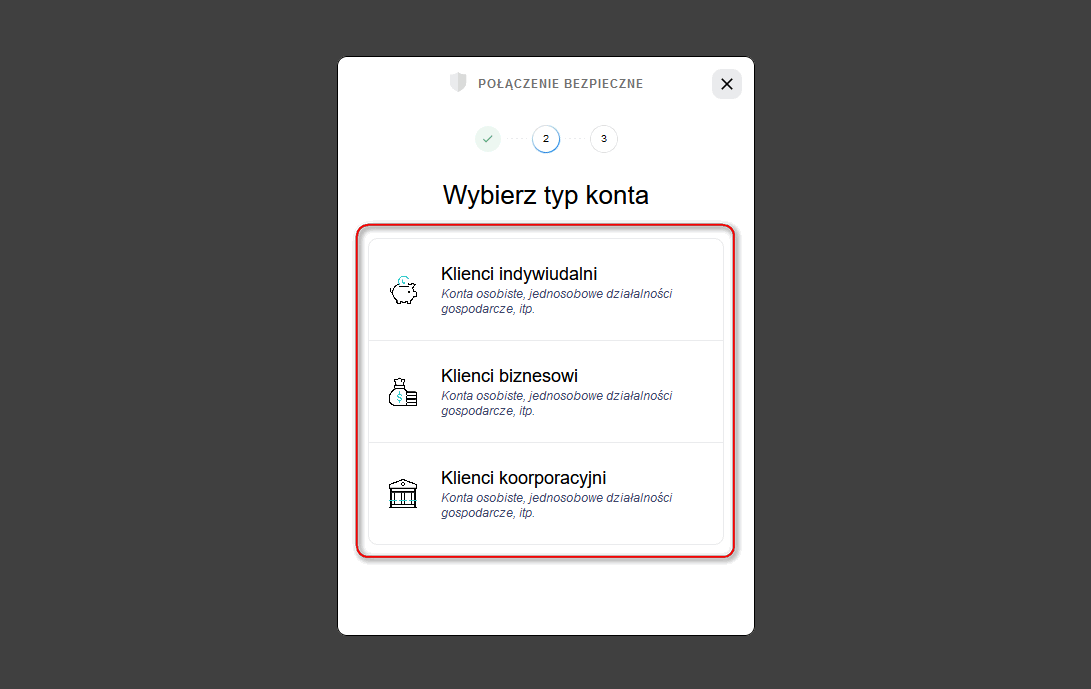 POŁĄCZENIE BEZPIECZNE
2
3
Wybierz typ konta
Klienci indywiudalni
Konta osobiste, jednosobowe działalności
gospodarcze, itp.
Klienci biznesowi
Konta osobiste, jednosobowe działalności
gospodarcze, itp.
Klienci koorporacyjni
Konta osobiste, jednosobowe działalności
gospodarcze, itp.